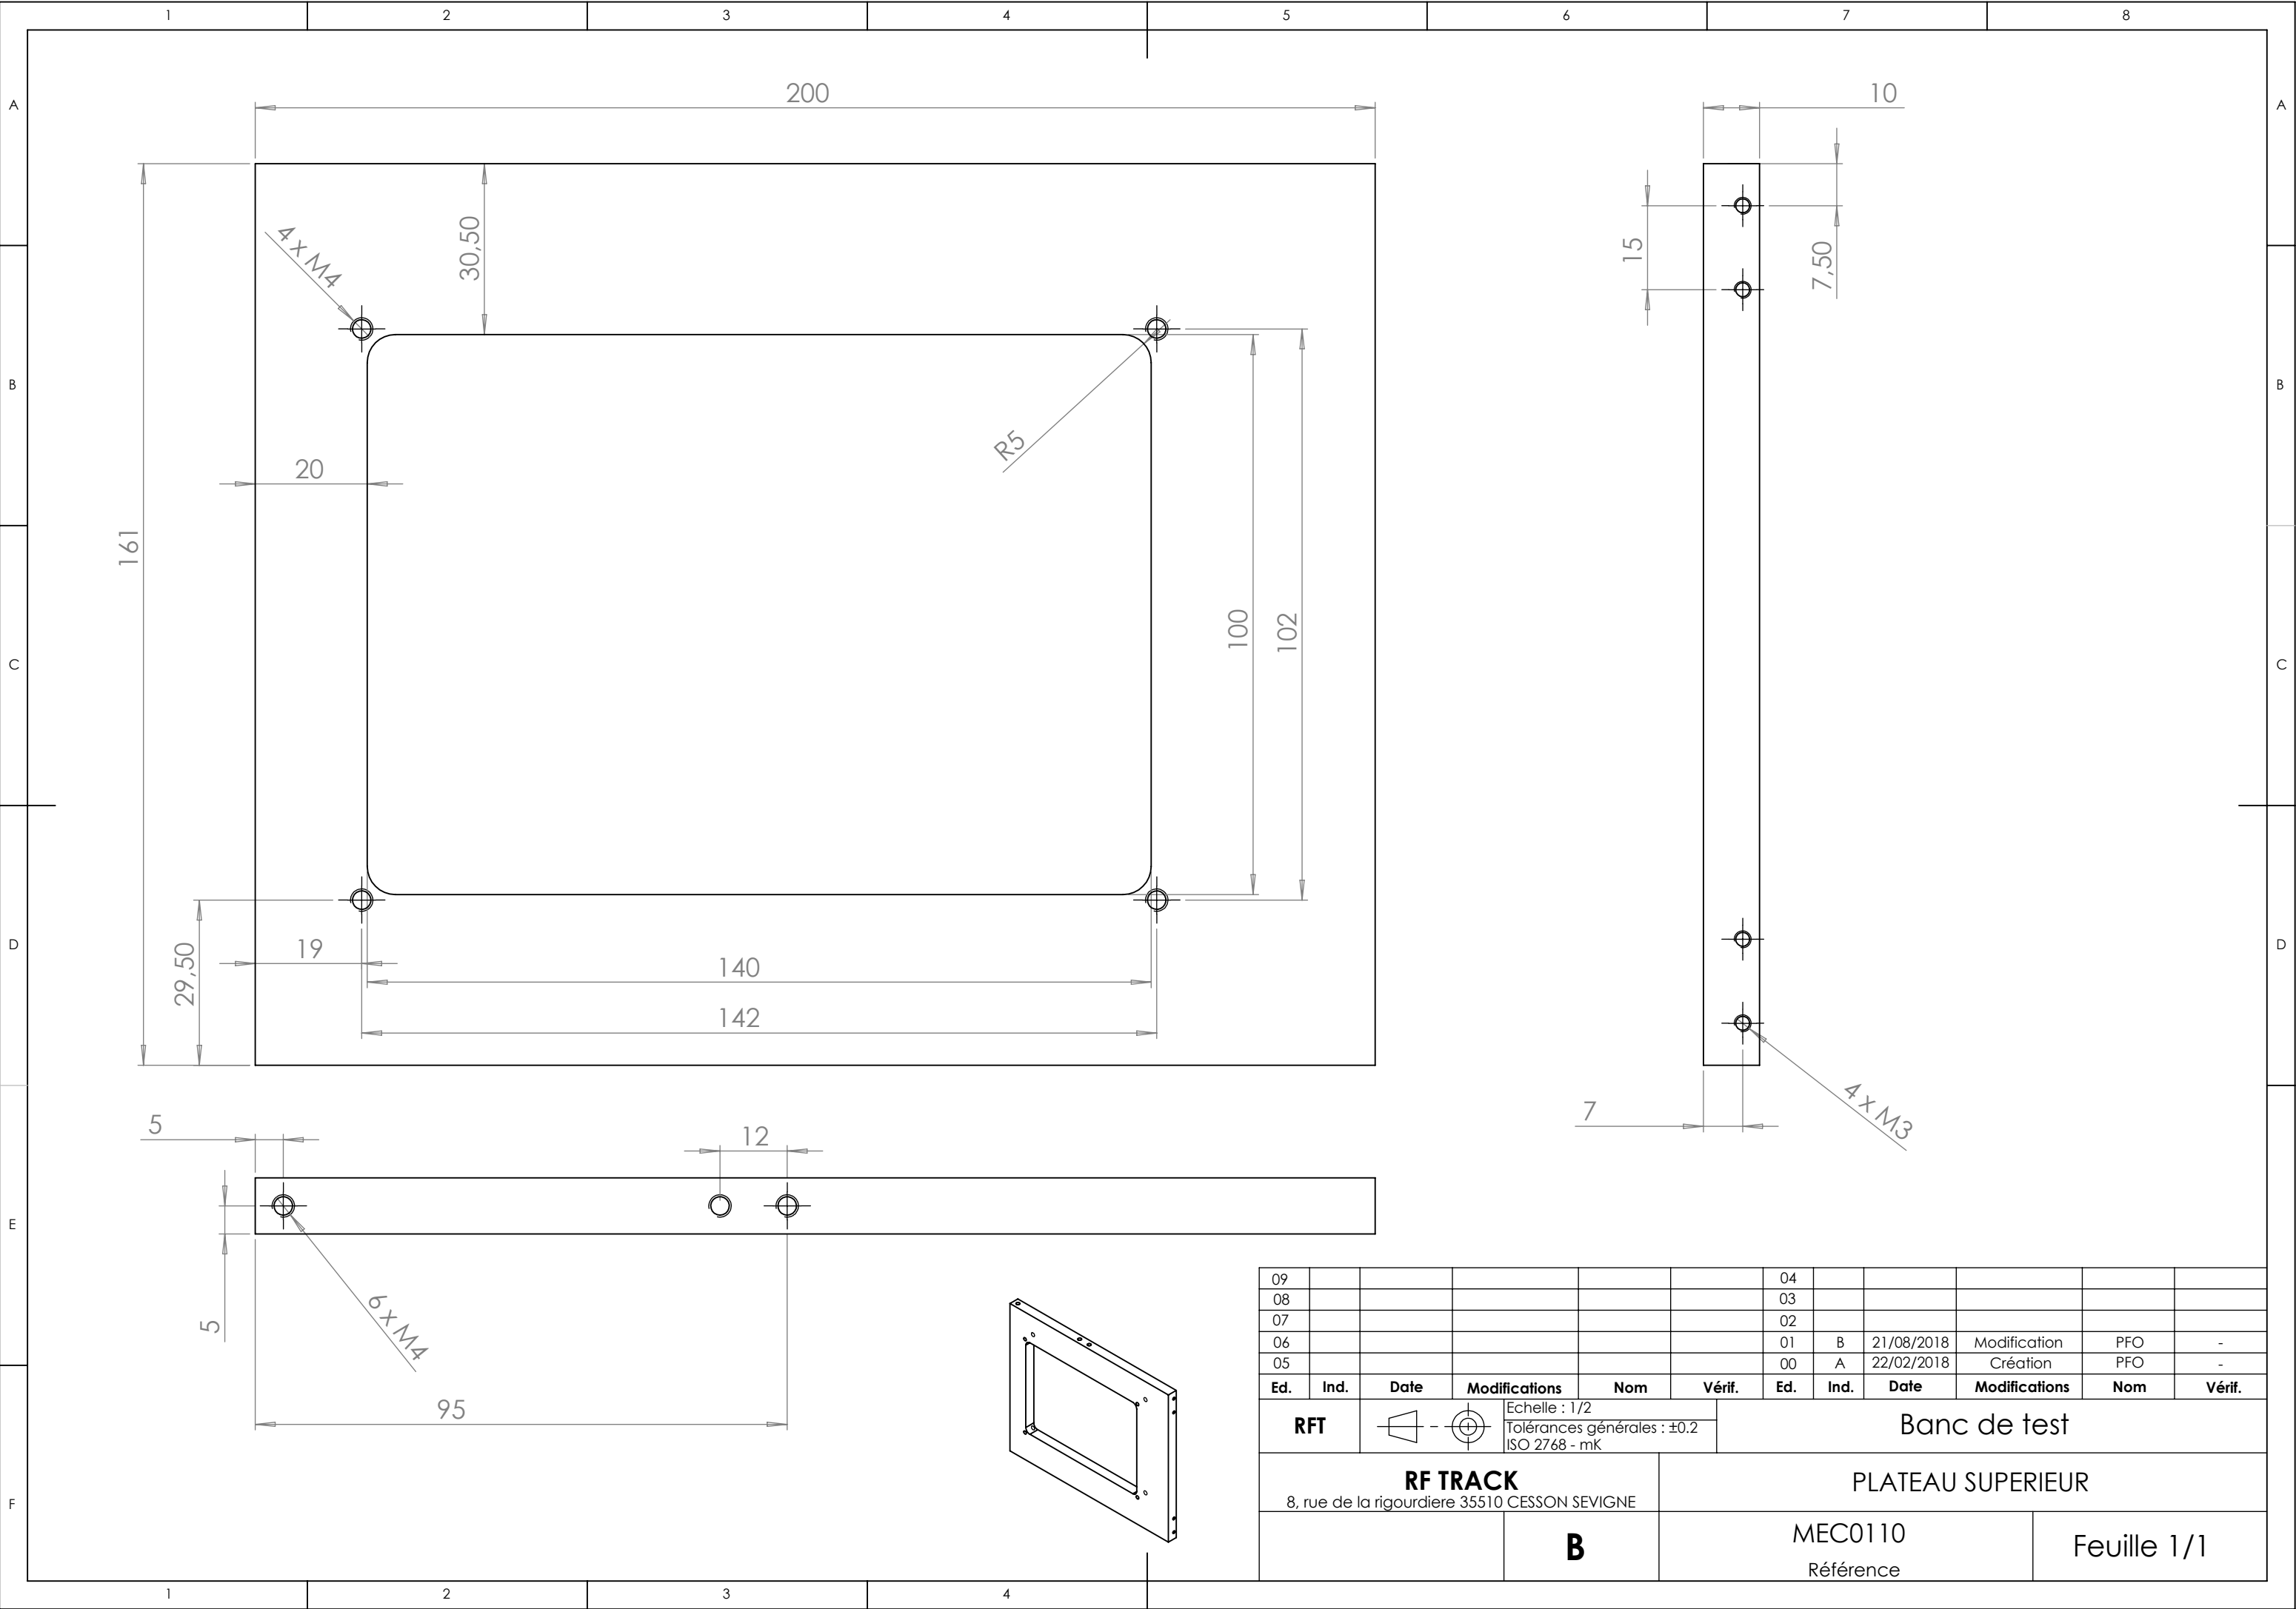 1 2 3 4 5 6 7 8
A A
200
10
4 x M4
30,50
15
7,50
B B
R5
20
161
100
102
C C
D D
29,50
19
140
142
7
4 x M3
5
12
E E
5
6 x M4
95
09 04
08 03
07 02
06 01 B 21/08/2018 Modification PFO -
05 00 A 22/02/2018 Création PFO -
Ed. Ind. Date Modifications Nom Vérif. Ed. Ind. Date Modifications Nom Vérif.
RFT
Echelle : 1/2
Tolérances générales : ±0.2
ISO 2768 - mK
Banc de test
RF TRACK
8, rue de la rigourdiere 35510 CESSON SEVIGNE
PLATEAU SUPERIEUR
F
B
MEC0110
Référence
Feuille 1/1
1 2 3 4